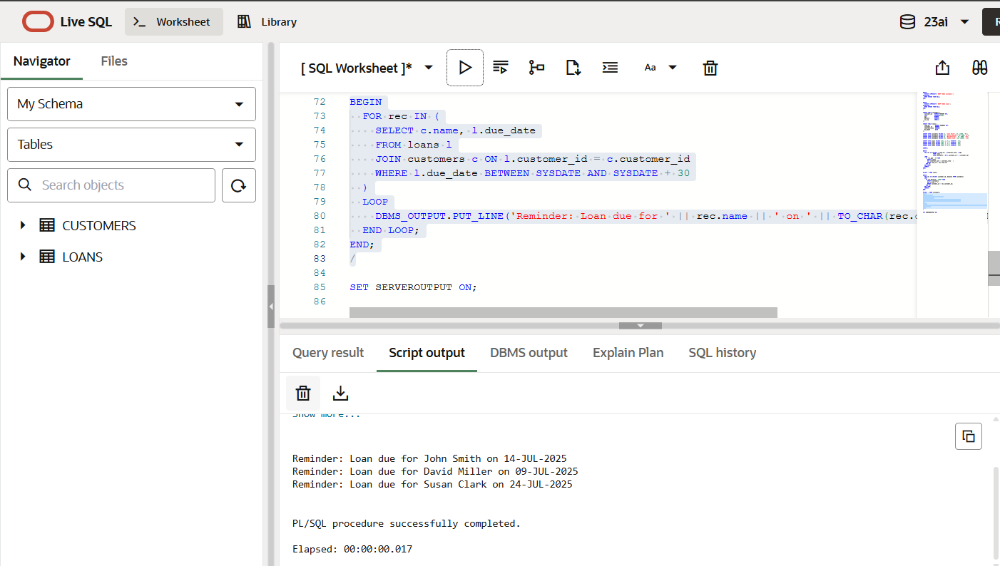 Live SQL
Worksheet
Library
23ai
Navigator
Files
My Schema
Tables
Search objects
CUSTOMERS
LOANS
[ SQL Worksheet ]*
Aa
72 BEGIN
73 FOR rec IN (
74 SELECT c.name, l.due_date
75 FROM loans l
76 JOIN customers c ON l.customer_id = c.customer_id
77 WHERE l.due_date BETWEEN SYSDATE AND SYSDATE + 30
78 )
79 LOOP
80 DBMS_OUTPUT.PUT_LINE('Reminder: Loan due for ' || rec.name || ' on ' || TO_CHAR(rec.
81 END LOOP;
82 END;
83 /
84
85 SET SERVEROUTPUT ON;
86
Query result
Script output
DBMS output
Explain Plan
SQL history
Show more...
Reminder: Loan due for John Smith on 14-JUL-2025
Reminder: Loan due for David Miller on 09-JUL-2025
Reminder: Loan due for Susan Clark on 24-JUL-2025
PL/SQL procedure successfully completed.
Elapsed: 00:00:00.017